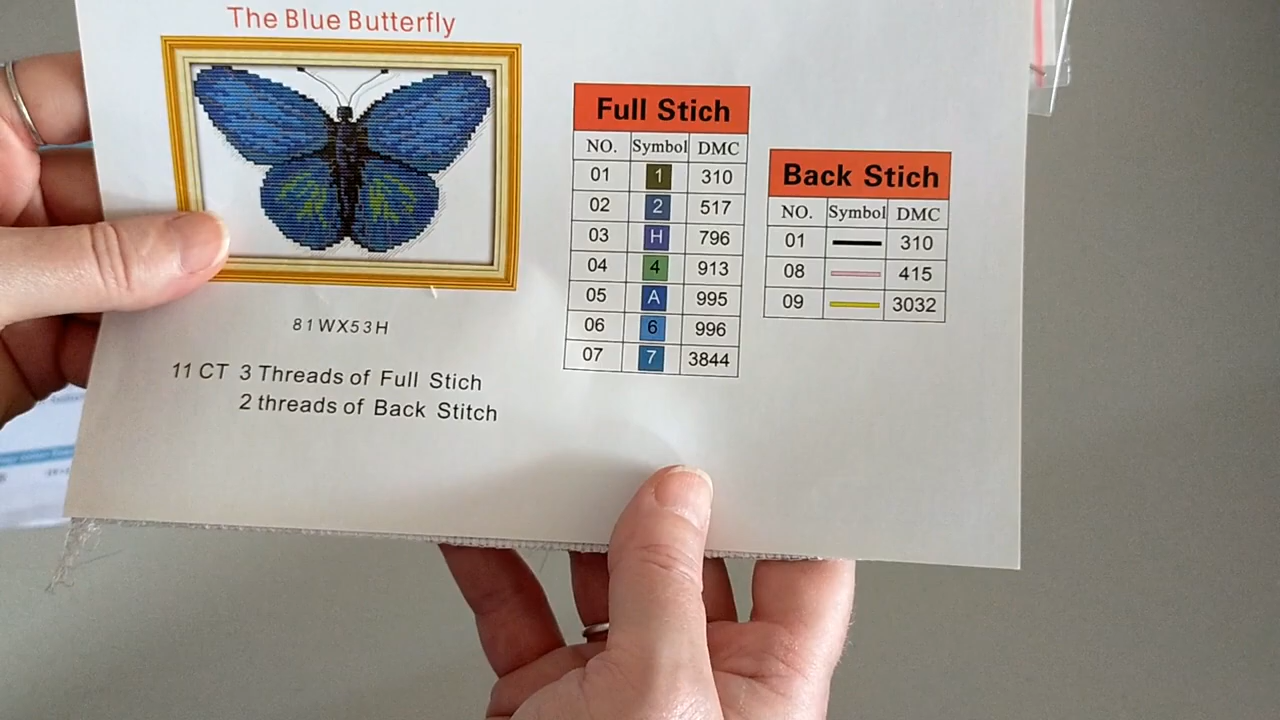 The Blue Butterfly
81WX53H
11 CT 3 Threads of Full Stich
2 threads of Back Stitch
Full Stich
NO. Symbol DMC
01 1 310
02 2 517
03 H 796
04 4 913
05 A 995
06 6 996
07 7 3844
Back Stich
NO. Symbol DMC
01 310
08 415
09 3032